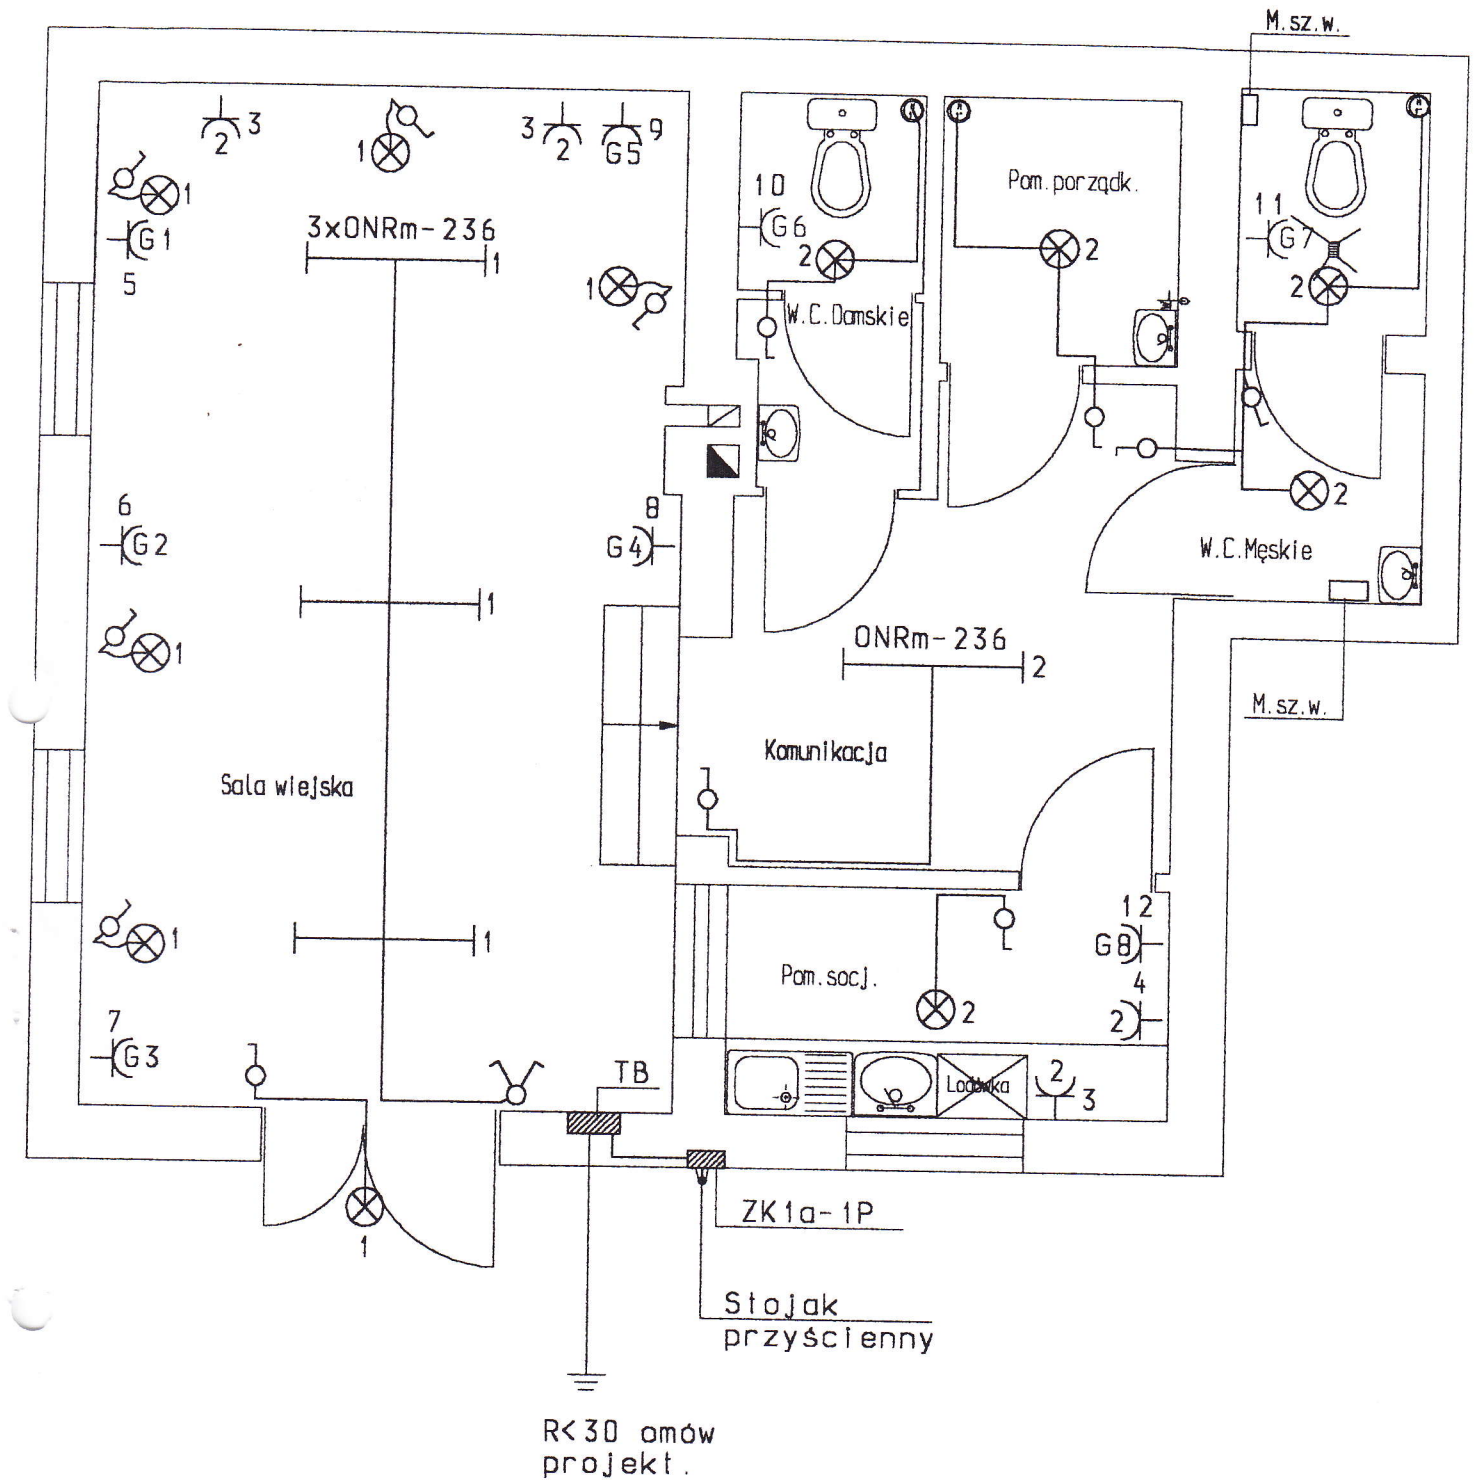 M.sz.w.
3
2
1
3
2
9
G5
1
G1
5
3xONRm-236
1
1
10
G6
2
W.C.Damskie
Pom.porządk.
2
11
G7
2
6
G2
8
G4
1
1
2
W.C.Męskie
ONRm-236
2
M.sz.w.
Komunikacja
Sala wiejska
1
1
12
G8
4
2
Pom.socj.
2
7
G3
TB
Lodówka
2
3
ZK1a-1P
1
Stojak
przyścienny
R<30 omów
projekt.